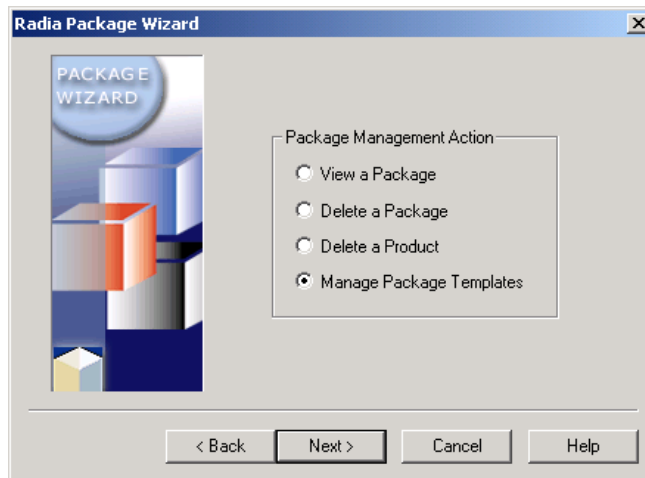 Radia Package Wizard
PACKAGE
WIZARD
Package Management Action
View a Package
Delete a Package
Delete a Product
Manage Package Templates
< Back
Next >
Cancel
Help